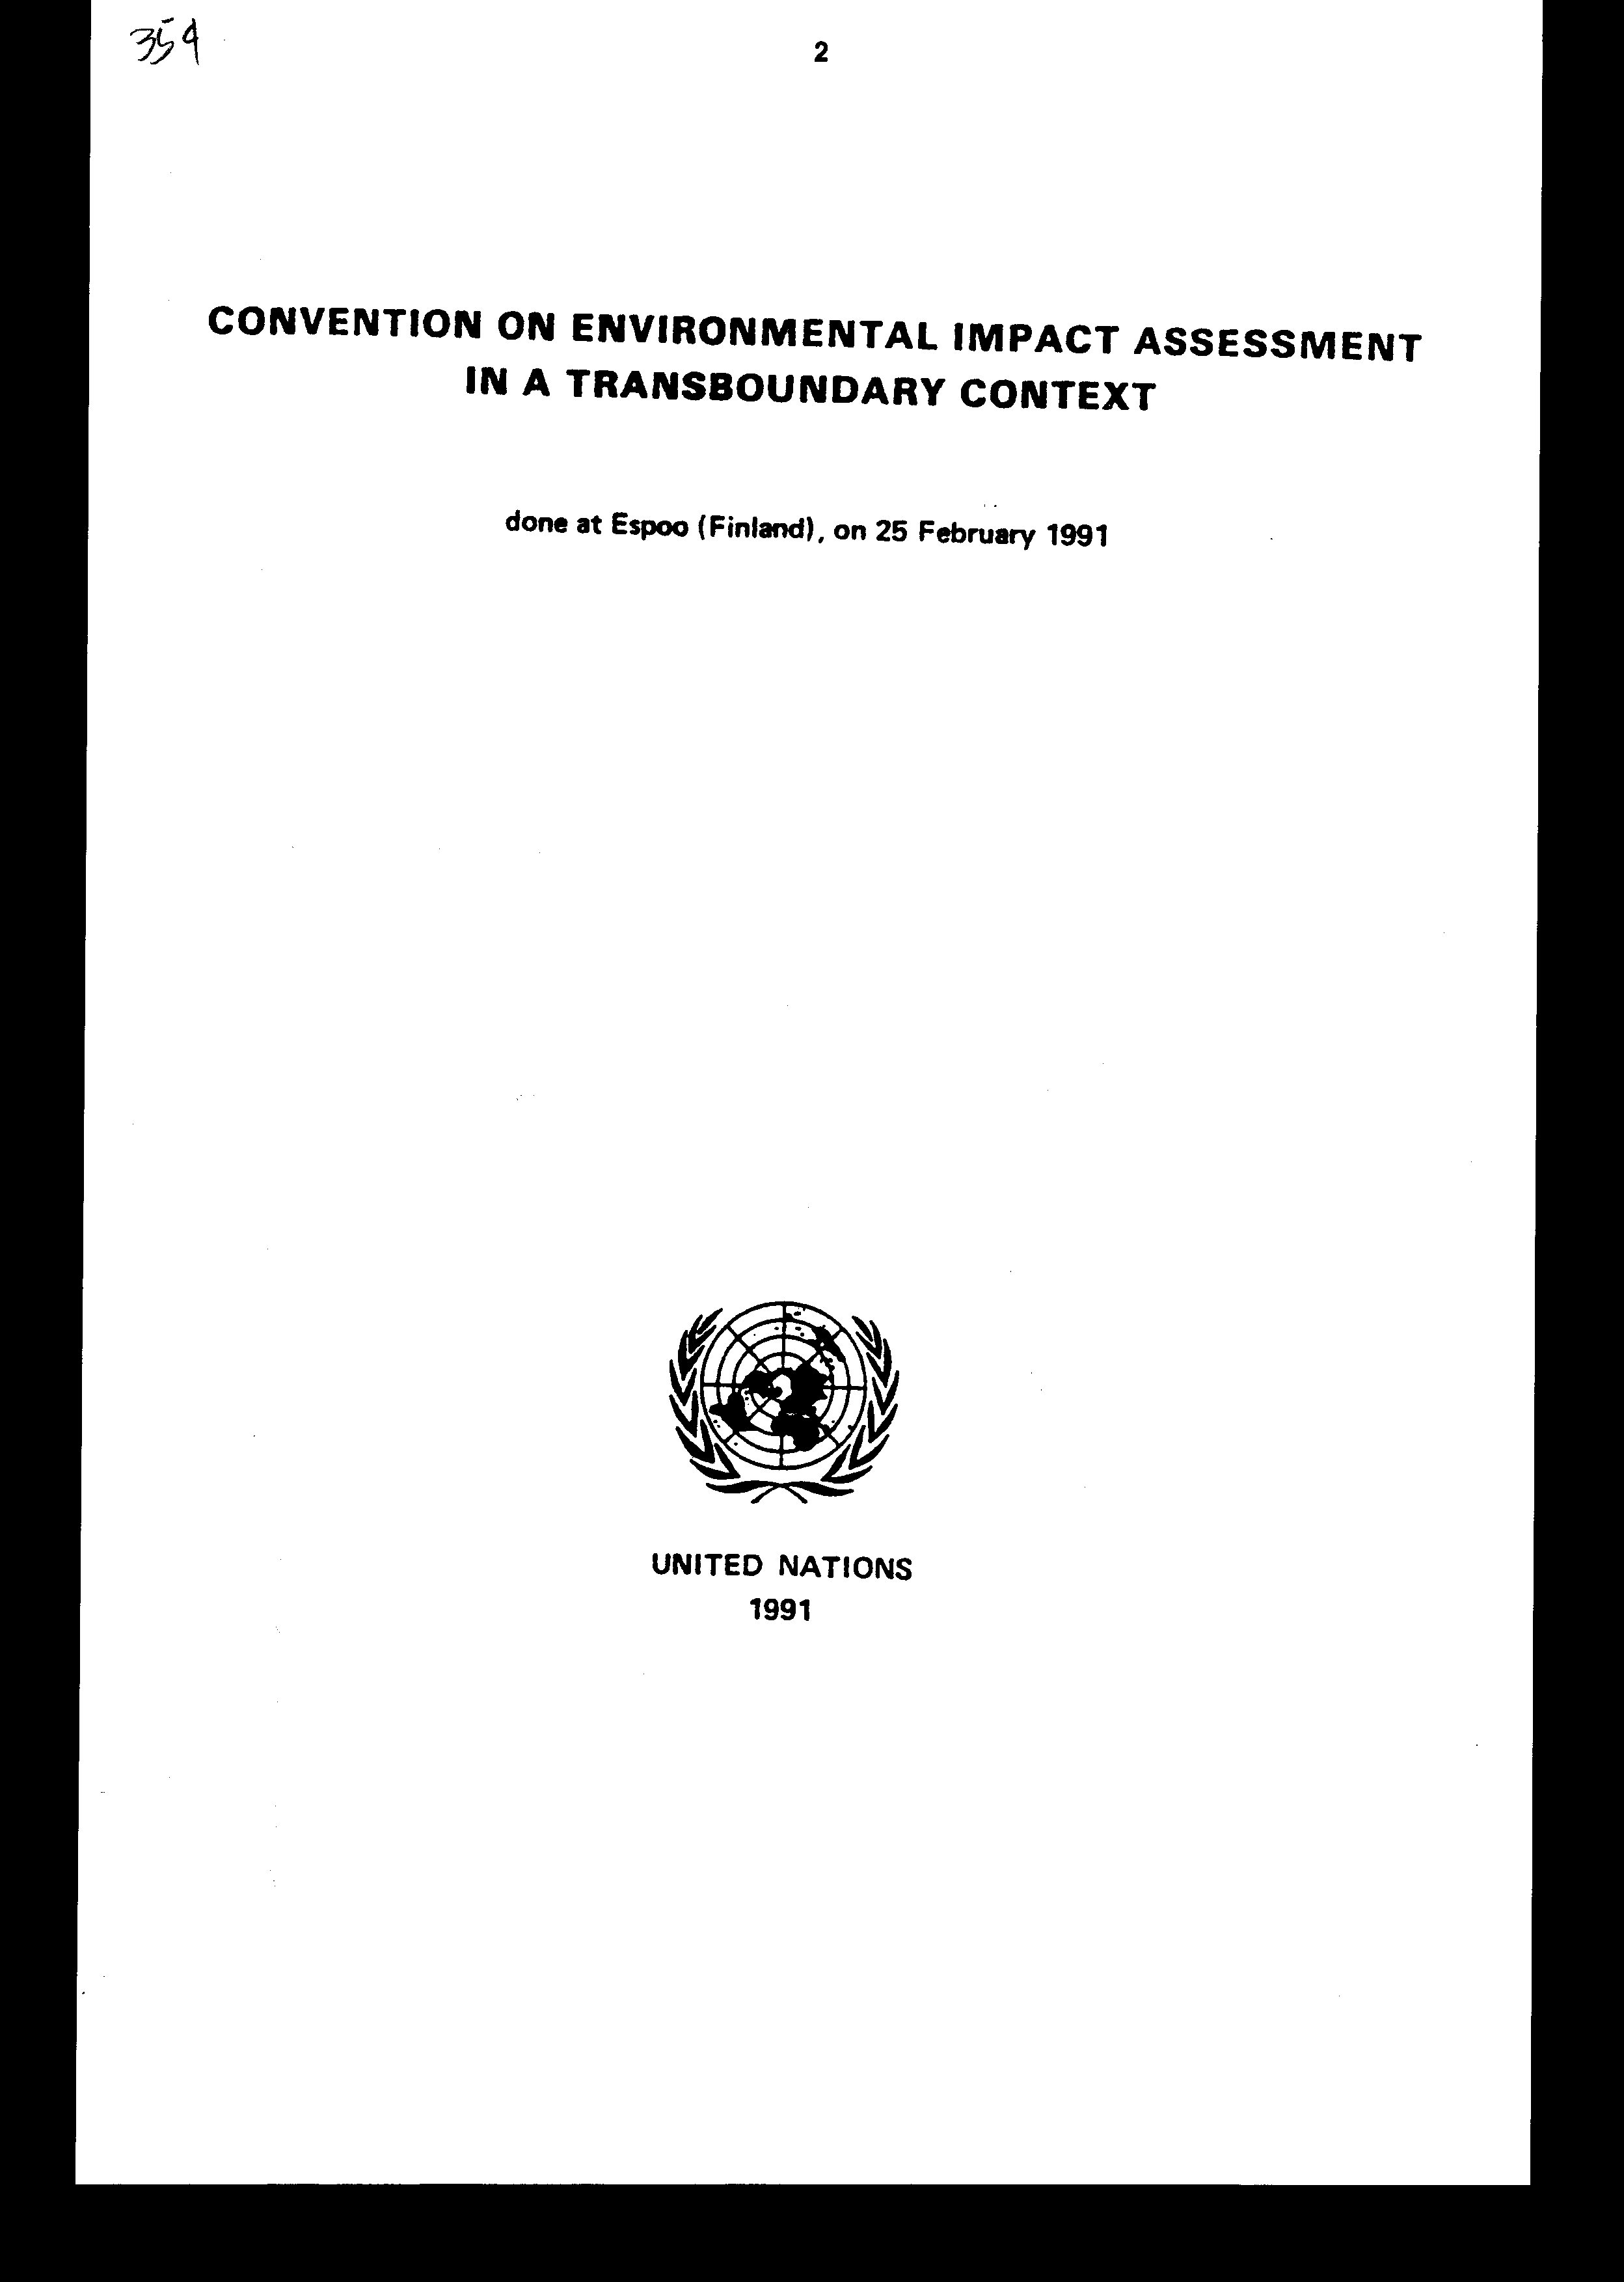 359
2
CONVENTION ON ENVIRONMENTAL IMPACT ASSESSMENT
IN A TRANSBOUNDARY CONTEXT
done at Espoo (Finland), on 25 February 1991
UNITED NATIONS
1991